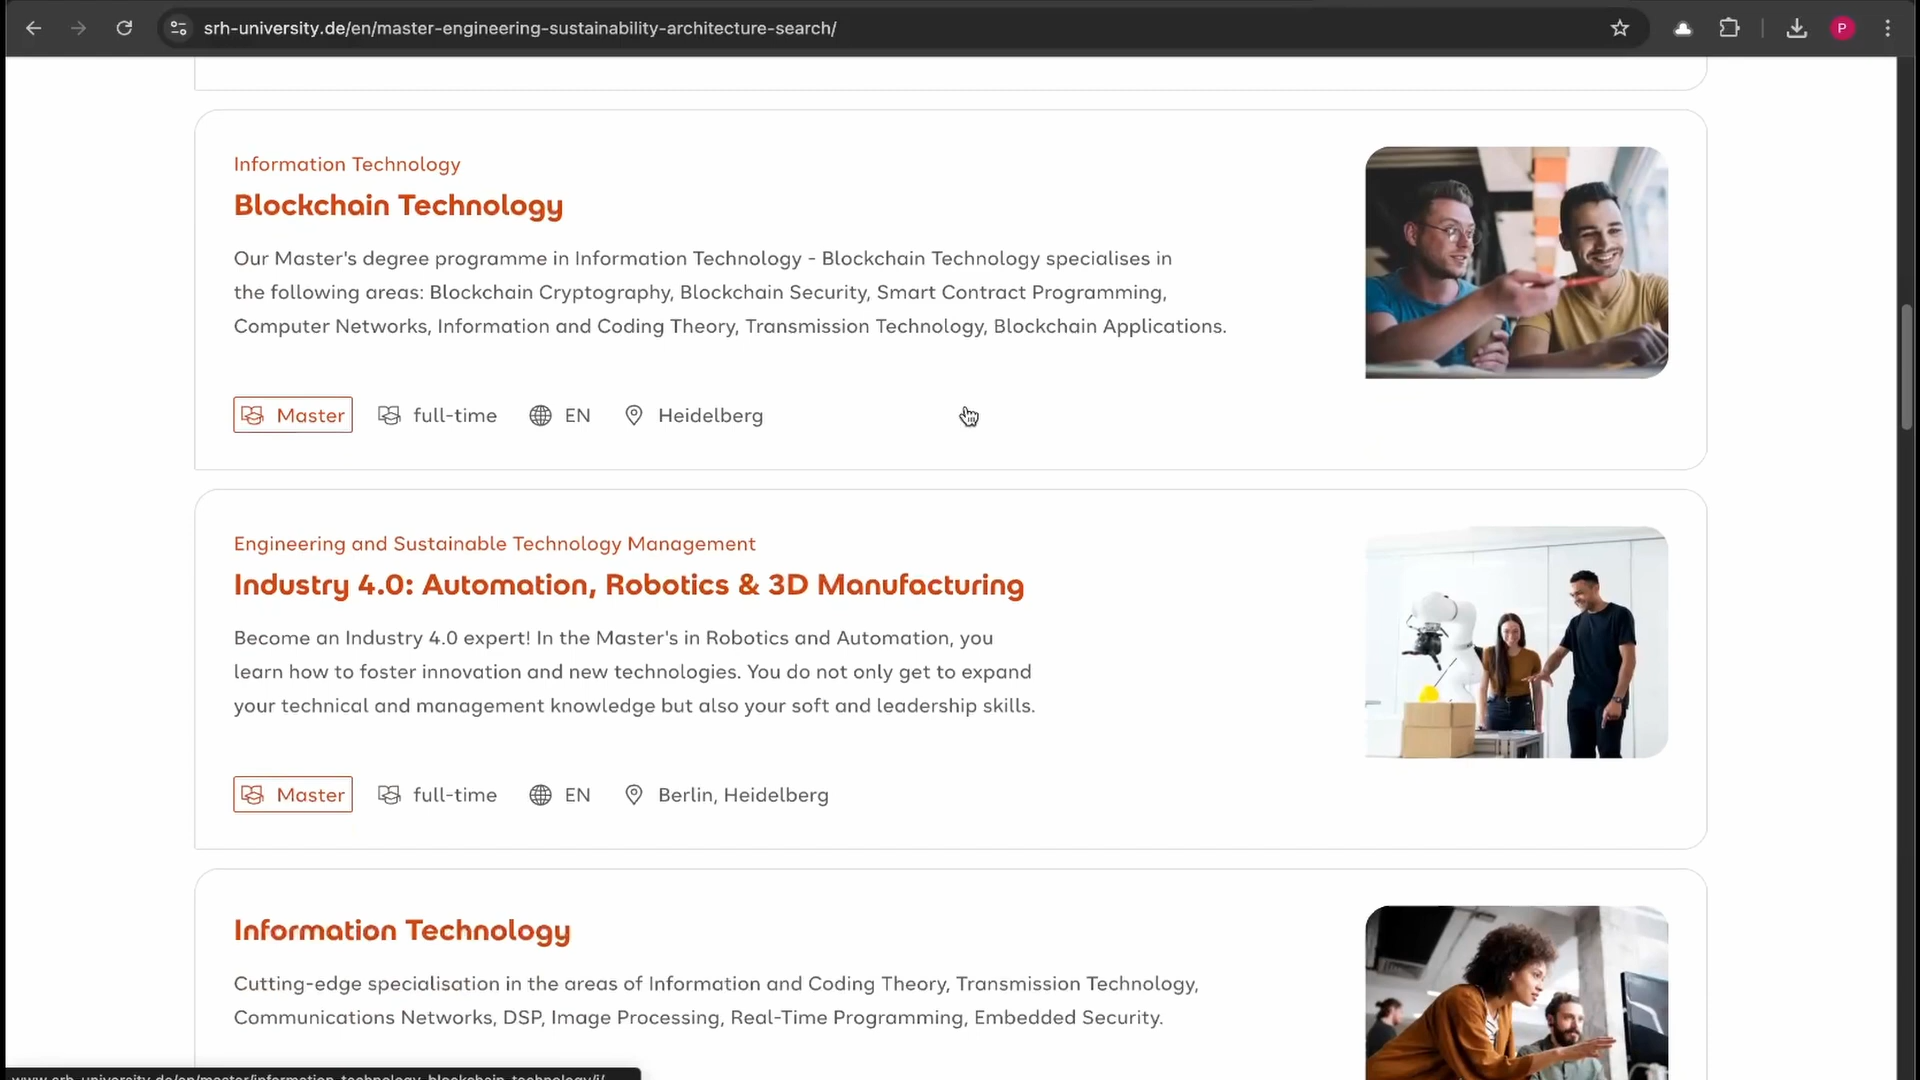 srh-university.de/en/master-engineering-sustainability-architecture-search/
P
Information Technology
Blockchain Technology
Our Master's degree programme in Information Technology - Blockchain Technology specialises in
the following areas: Blockchain Cryptography, Blockchain Security, Smart Contract Programming,
Computer Networks, Information and Coding Theory, Transmission Technology, Blockchain Applications.
Master full-time EN Heidelberg
Engineering and Sustainable Technology Management
Industry 4.0: Automation, Robotics & 3D Manufacturing
Become an Industry 4.0 expert! In the Master's in Robotics and Automation, you
learn how to foster innovation and new technologies. You do not only get to expand
your technical and management knowledge but also your soft and leadership skills.
Master full-time EN Berlin, Heidelberg
Information Technology
Cutting-edge specialisation in the areas of Information and Coding Theory, Transmission Technology,
Communications Networks, DSP, Image Processing, Real-Time Programming, Embedded Security.